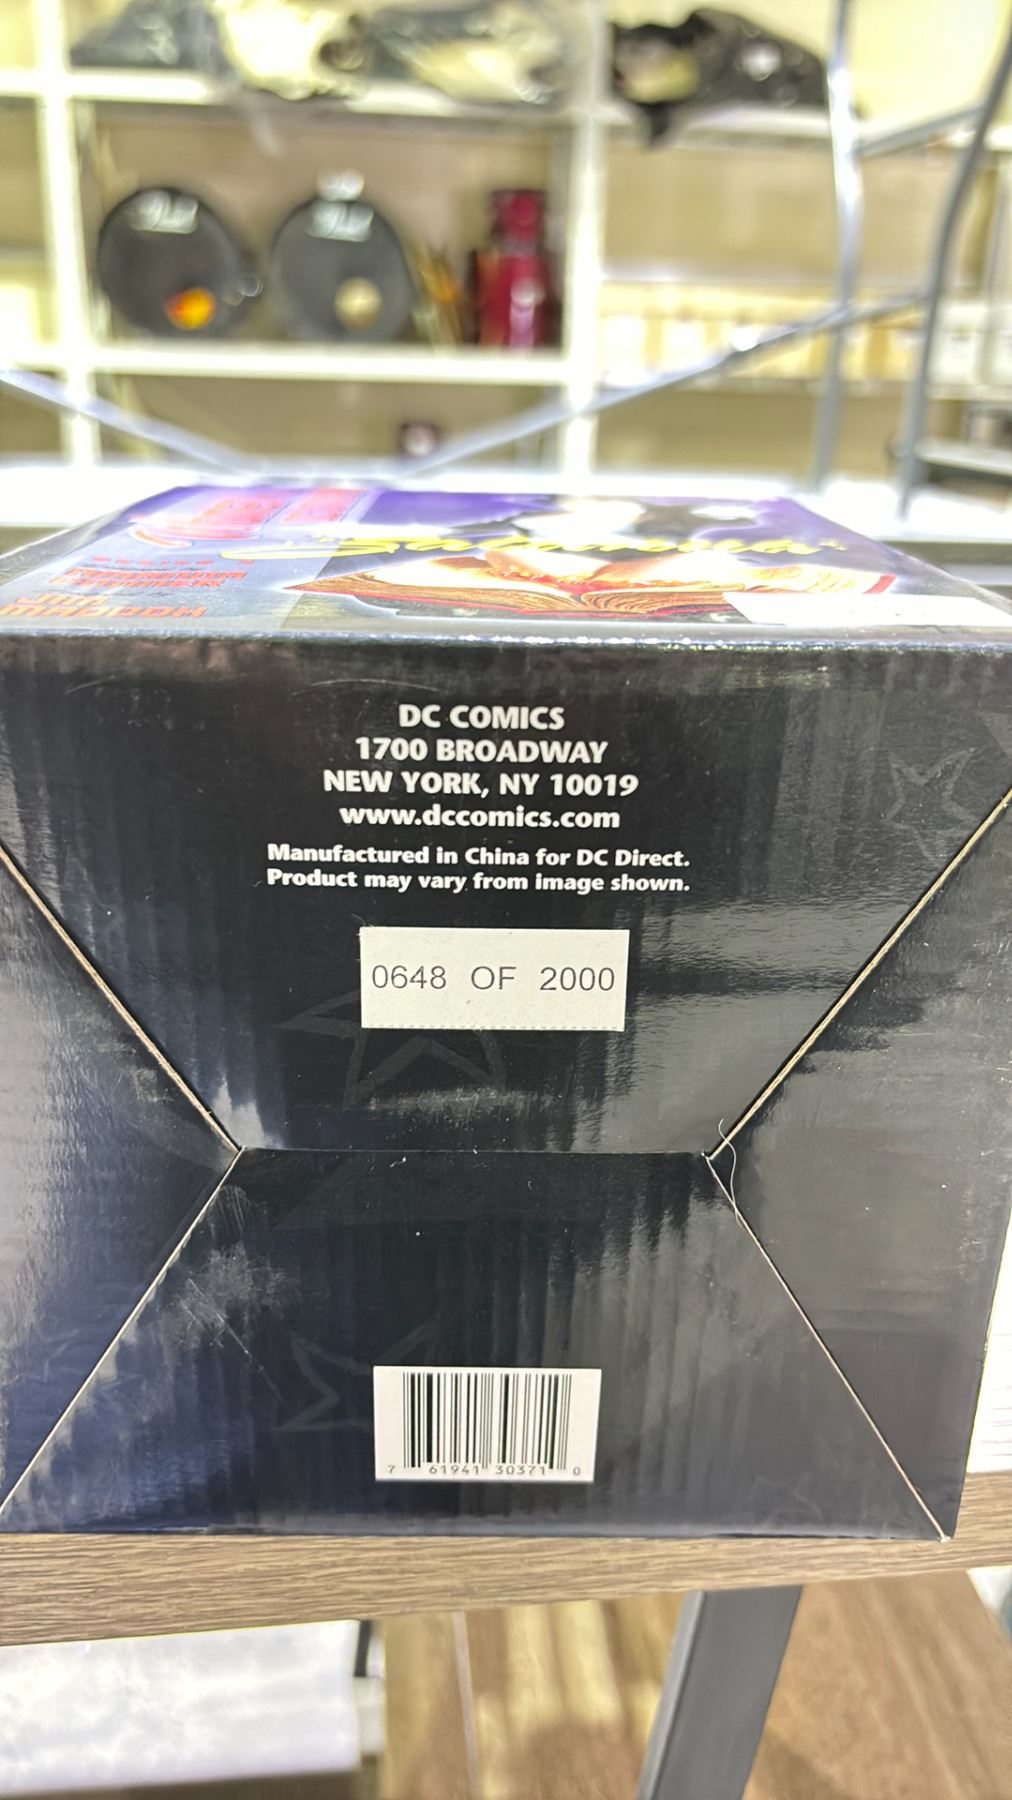 Zatanna
DC COMICS
1700 BROADWAY
NEW YORK, NY 10019
www.dccomics.com
Manufactured in China for DC Direct.
Product may vary from image shown.
0648 OF 2000
7 61941 30371 0